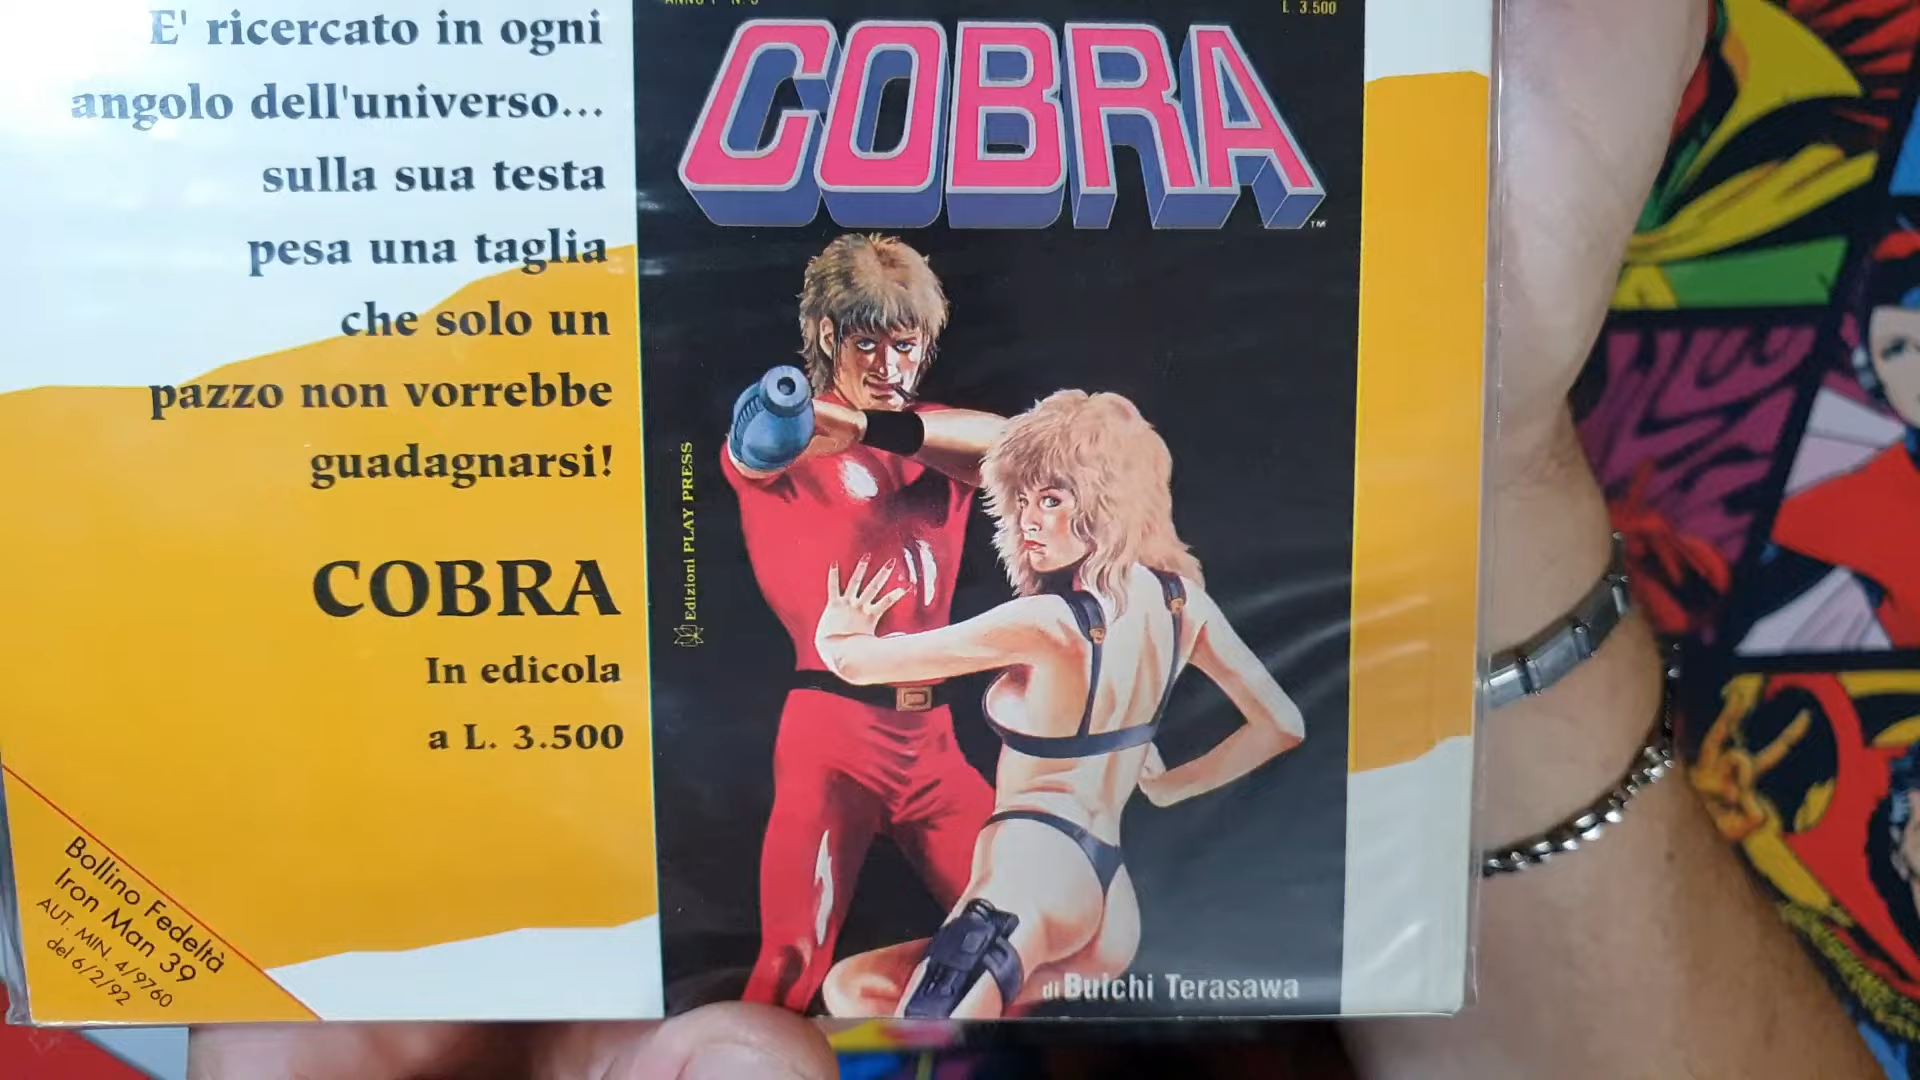 E' ricercato in ogni
angolo dell'universo...
sulla sua testa
pesa una taglia
che solo un
pazzo non vorrebbe
guadagnarsi!
COBRA
In edicola
a L. 3.500
Bollino Fedeltà
Iron Man 39
AUT. MIN. 4/9760
del 6/2/92
L. 3.500
COBRA
TM
Edizioni PLAY PRESS
di Buichi Terasawa